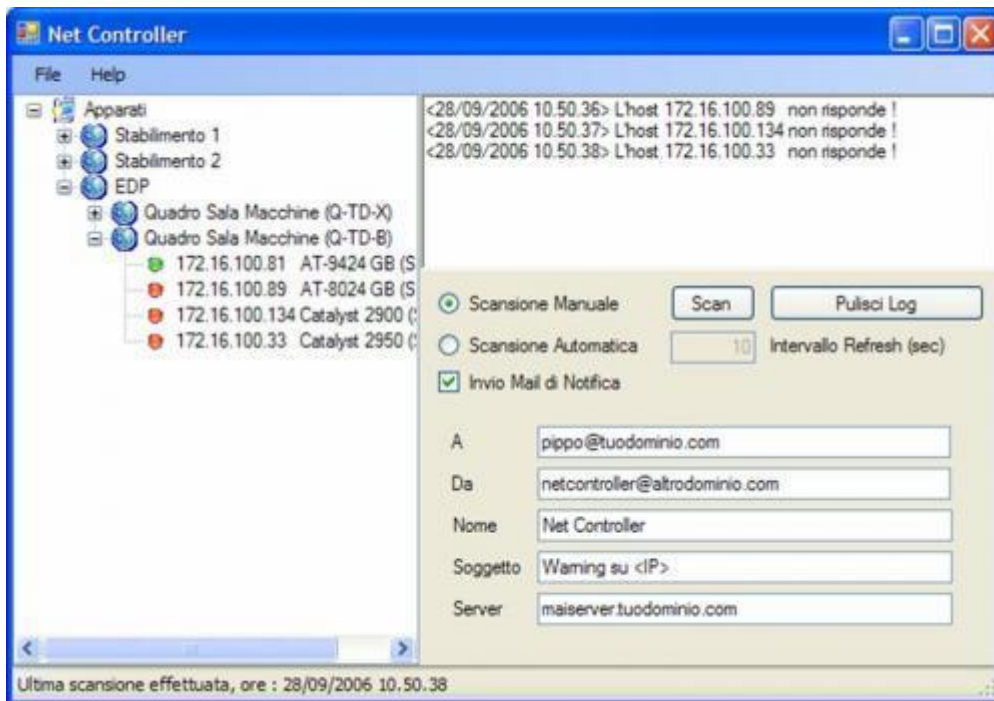 Net Controller
File Help
Apparati
Stabilimento 1
Stabilimento 2
EDP
Quadro Sala Macchine (Q-TD-X)
Quadro Sala Macchine (Q-TD-B)
172.16.100.81 AT-9424 GB (S
172.16.100.89 AT-8024 GB (S
172.16.100.134 Catalyst 2900 (
172.16.100.33 Catalyst 2950 (
<28/09/2006 10.50.36> L'host 172.16.100.89 non risponde !
<28/09/2006 10.50.37> L'host 172.16.100.134 non risponde !
<28/09/2006 10.50.38> L'host 172.16.100.33 non risponde !
Scansione Manuale Scan Pulisci Log
Scansione Automatica 10 Intervallo Refresh (sec)
Invio Mail di Notifica
A pippo@tuodominio.com
Da netcontroller@altrodominio.com
Nome Net Controller
Soggetto Warning su <IP>
Server maiserver.tuodominio.com
Ultima scansione effettuata, ore : 28/09/2006 10.50.38